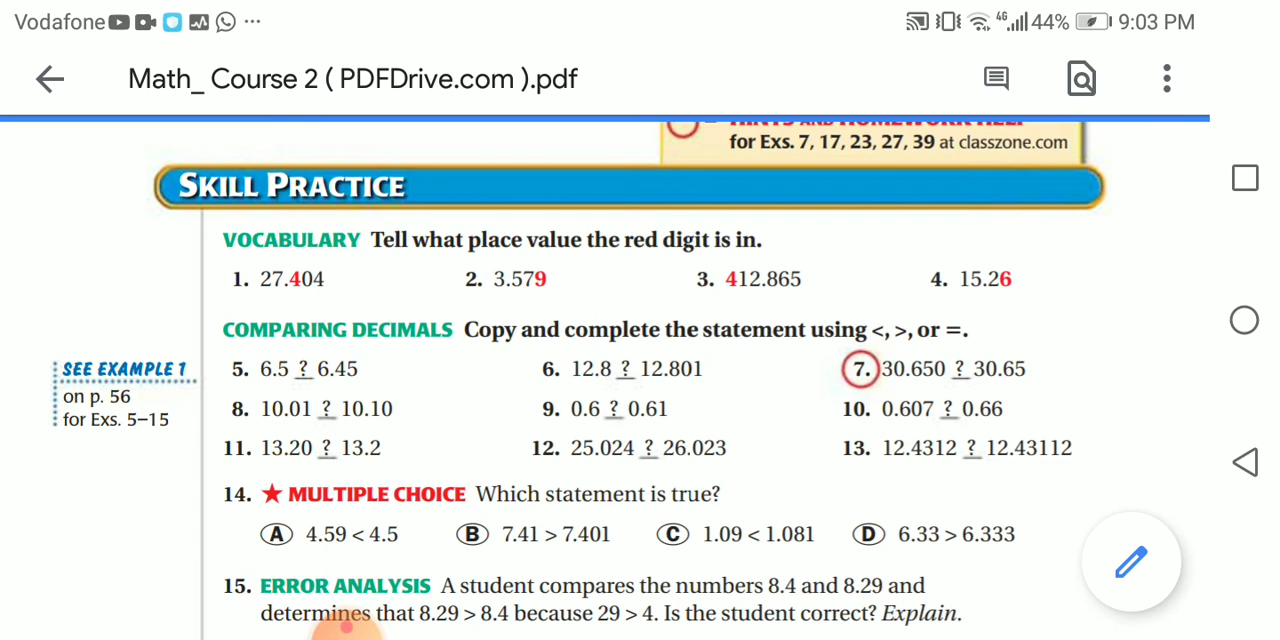 Vodafone ... 4G 44% 9:03 PM
Math_ Course 2 ( PDFDrive.com ).pdf
HINTS AND HOMEWORK HELP
for Exs. 7, 17, 23, 27, 39 at classzone.com
SKILL PRACTICE
VOCABULARY Tell what place value the red digit is in.
1. 27.404 2. 3.579 3. 412.865 4. 15.26
COMPARING DECIMALS Copy and complete the statement using <, >, or =.
SEE EXAMPLE 1
on p. 56
for Exs. 5–15
5. 6.5 ? 6.45 6. 12.8 ? 12.801 7. 30.650 ? 30.65
8. 10.01 ? 10.10 9. 0.6 ? 0.61 10. 0.607 ? 0.66
11. 13.20 ? 13.2 12. 25.024 ? 26.023 13. 12.4312 ? 12.43112
14. ★ MULTIPLE CHOICE Which statement is true?
A 4.59 < 4.5 B 7.41 > 7.401 C 1.09 < 1.081 D 6.33 > 6.333
15. ERROR ANALYSIS A student compares the numbers 8.4 and 8.29 and
determines that 8.29 > 8.4 because 29 > 4. Is the student correct? Explain.